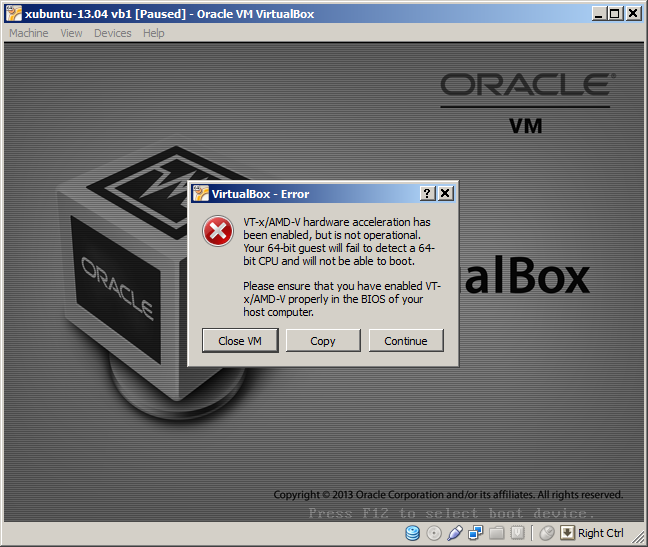 xubuntu-13.04 vb1 [Paused] - Oracle VM VirtualBox
Machine View Devices Help
ORACLE®
VM
VirtualBox - Error
VT-x/AMD-V hardware acceleration has
been enabled, but is not operational.
Your 64-bit guest will fail to detect a 64-
bit CPU and will not be able to boot.
Please ensure that you have enabled VT-
x/AMD-V properly in the BIOS of your
host computer.
Close VM Copy Continue
ORACLE
alBox
Copyright © 2013 Oracle Corporation and/or its affiliates. All rights reserved.
Press F12 to select boot device.
Right Ctrl